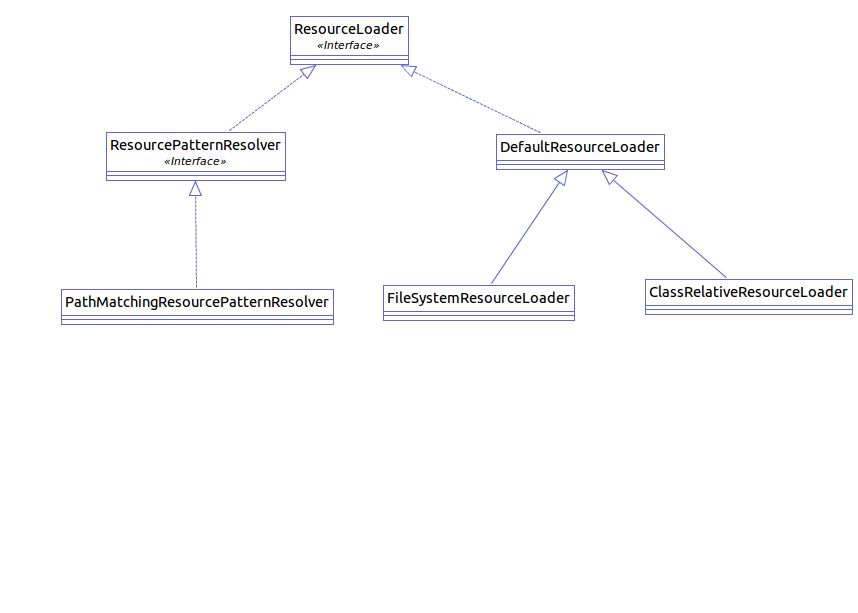 ResourceLoader
«Interface»
ResourcePatternResolver
«Interface»
DefaultResourceLoader
PathMatchingResourcePatternResolver
FileSystemResourceLoader
ClassRelativeResourceLoader